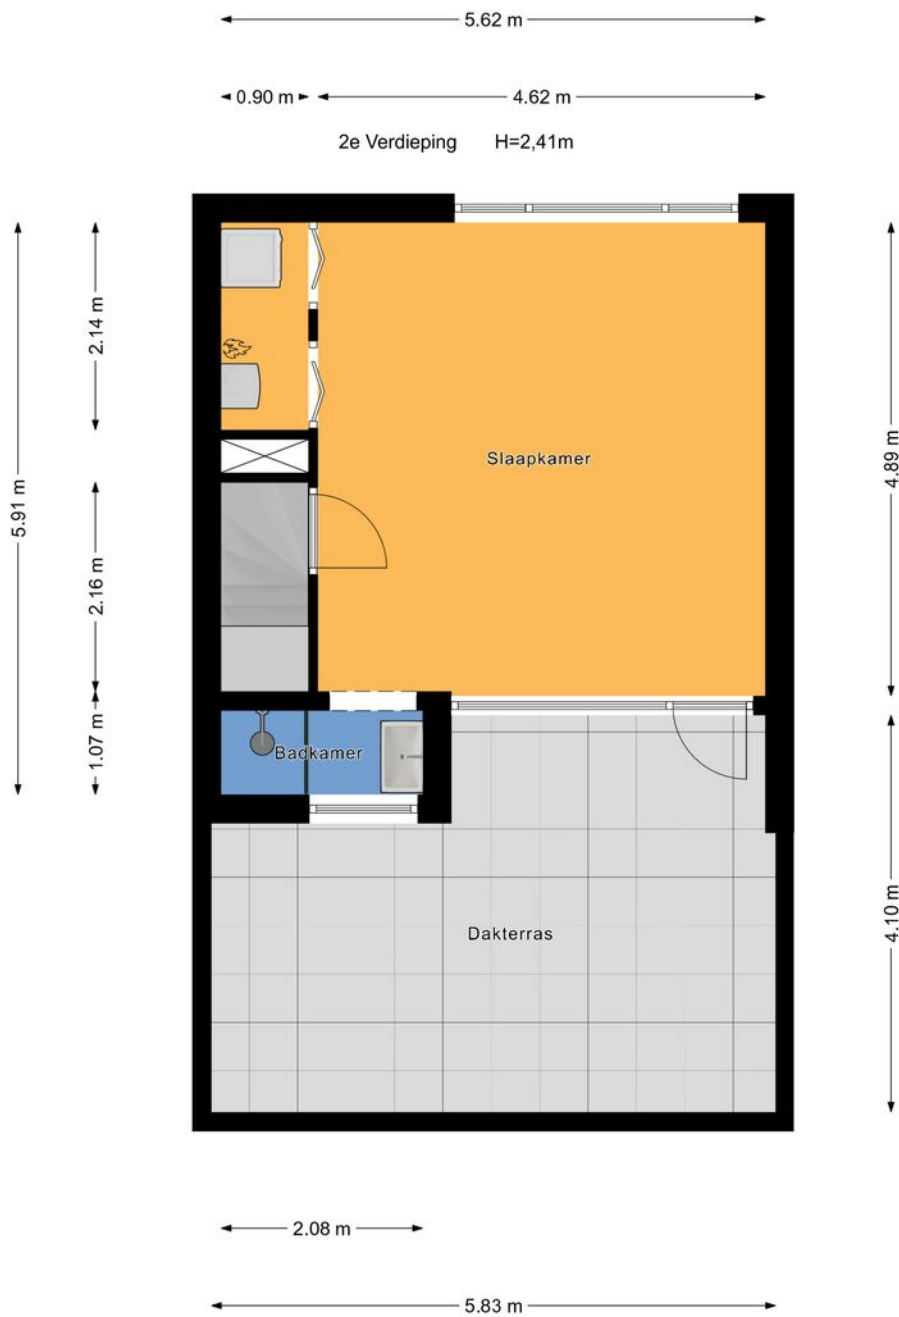 5.62 m
0.90 m
4.62 m
2e Verdieping H=2,41m
5.91 m
2.14 m
2.16 m
1.07 m
4.89 m
4.10 m
Slaapkamer
Badkamer
Dakterras
2.08 m
5.83 m